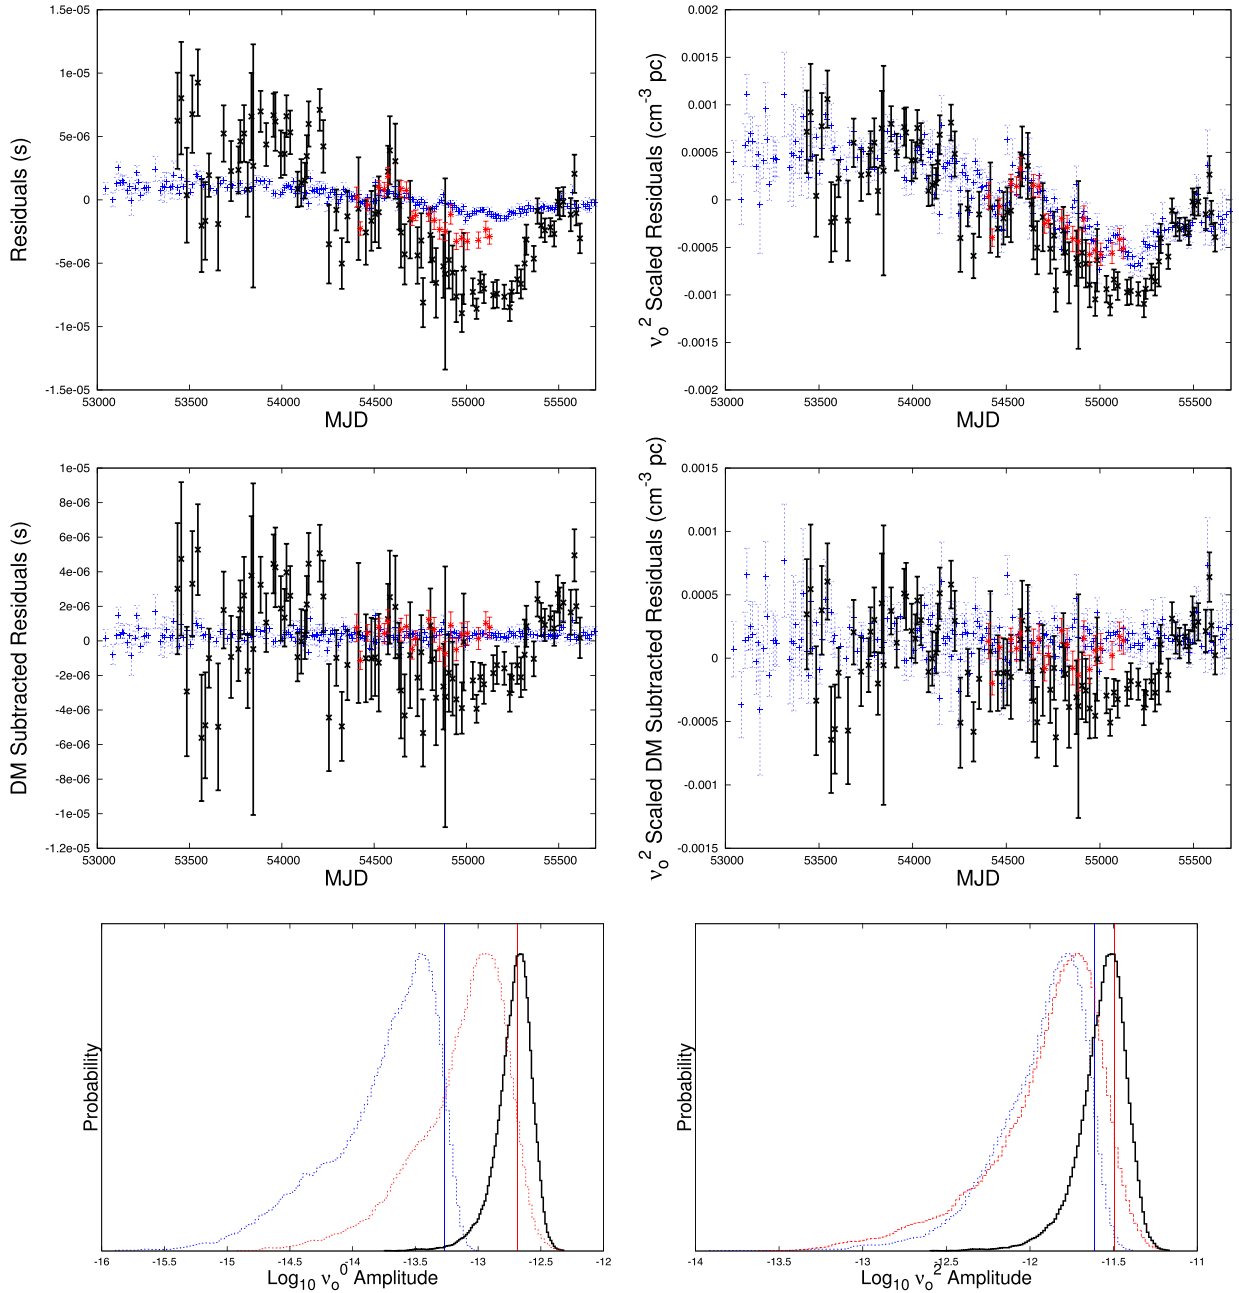 1.5e-05
1e-05
5e-06
0
-5e-06
-1e-05
-1.5e-05
53000 53500 54000 54500 55000 55500
MJD
Residuals (s)
0.002
0.0015
0.001
0.0005
0
-0.0005
-0.001
-0.0015
-0.002
53000 53500 54000 54500 55000 55500
MJD
νo² Scaled Residuals (cm⁻³ pc)
1e-05
8e-06
6e-06
4e-06
2e-06
0
-2e-06
-4e-06
-6e-06
-8e-06
-1e-05
-1.2e-05
53000 53500 54000 54500 55000 55500
MJD
DM Subtracted Residuals (s)
0.0015
0.001
0.0005
0
-0.0005
-0.001
-0.0015
53000 53500 54000 54500 55000 55500
MJD
νo² Scaled DM Subtracted Residuals (cm⁻³ pc)
Probability
-16 -15.5 -15 -14.5 -14 -13.5 -13 -12.5 -12
Log₁₀ νo⁰ Amplitude
Probability
-14 -13.5 -13 -12.5 -12 -11.5 -11
Log₁₀ νo² Amplitude